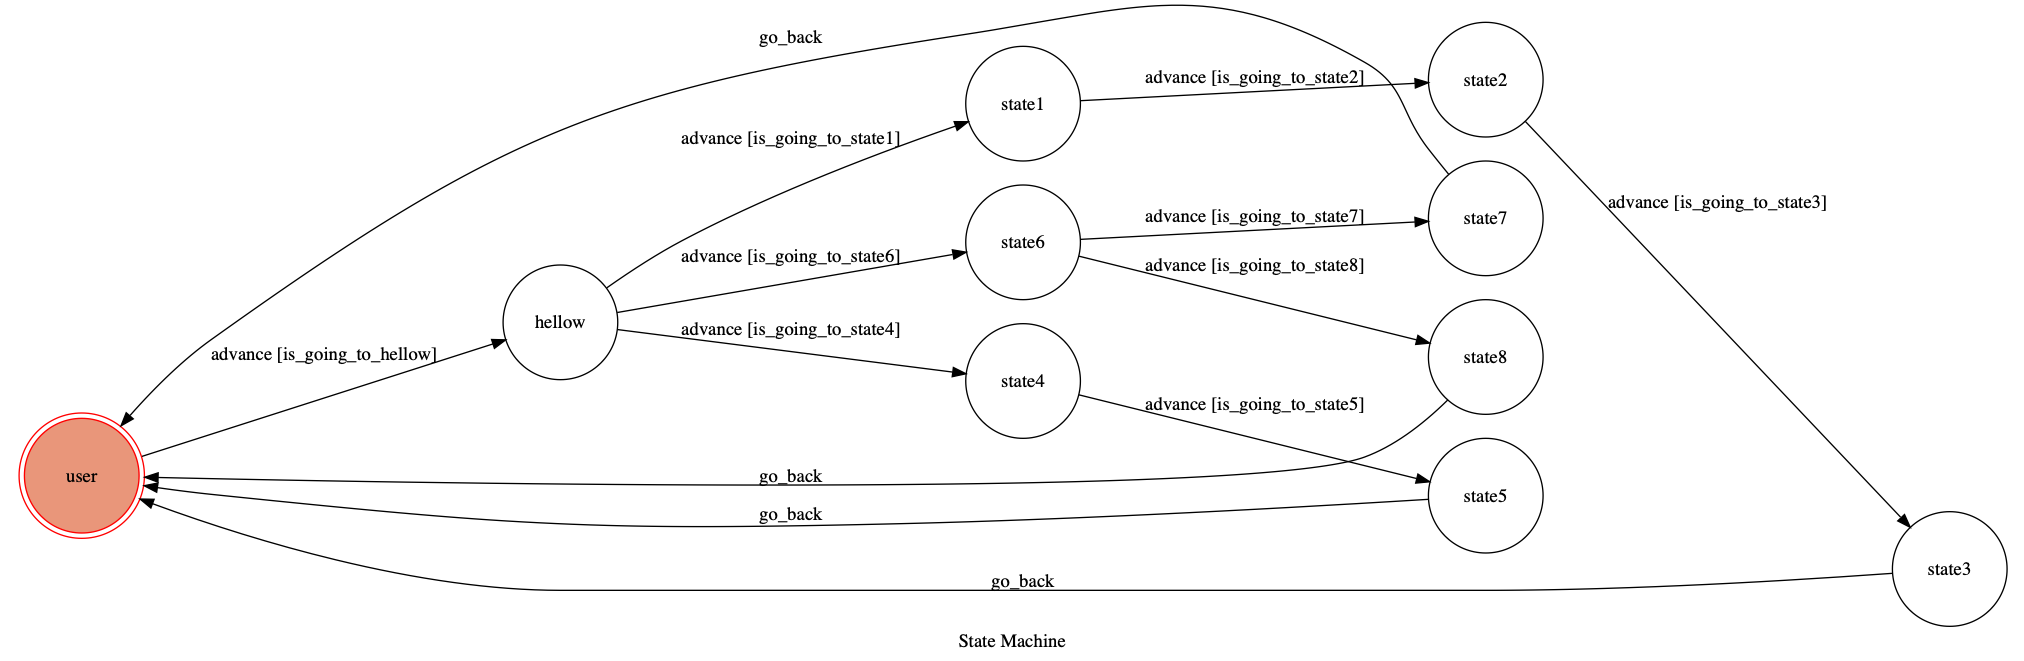 go_back
state2
advance [is_going_to_state2]
state1
advance [is_going_to_state1]
advance [is_going_to_state3]
advance [is_going_to_state7]
state7
state6
advance [is_going_to_state6]
advance [is_going_to_state8]
hellow
advance [is_going_to_state4]
advance [is_going_to_hellow]
state8
state4
advance [is_going_to_state5]
user
go_back
state5
go_back
state3
go_back
State Machine